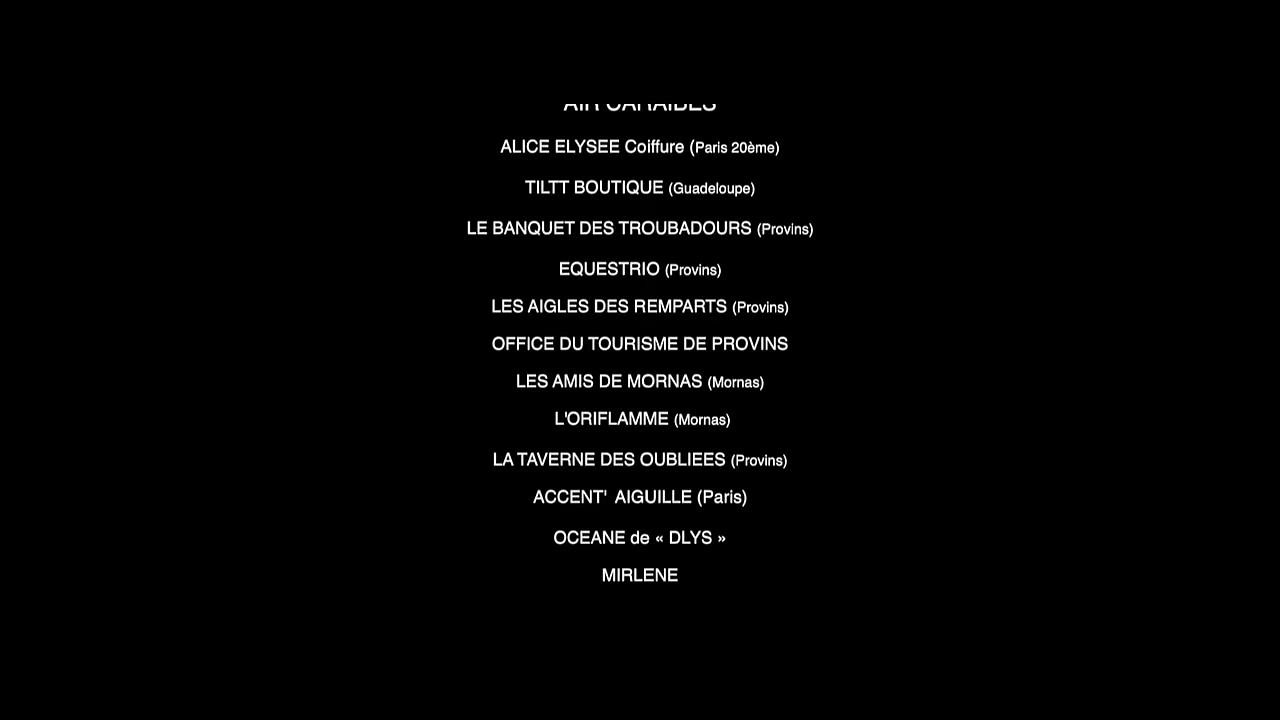 AIR CARAIBES
ALICE ELYSEE Coiffure (Paris 20ème)
TILTT BOUTIQUE (Guadeloupe)
LE BANQUET DES TROUBADOURS (Provins)
EQUESTRIO (Provins)
LES AIGLES DES REMPARTS (Provins)
OFFICE DU TOURISME DE PROVINS
LES AMIS DE MORNAS (Mornas)
L'ORIFLAMME (Mornas)
LA TAVERNE DES OUBLIEES (Provins)
ACCENT' AIGUILLE (Paris)
OCEANE de « DLYS »
MIRLENE